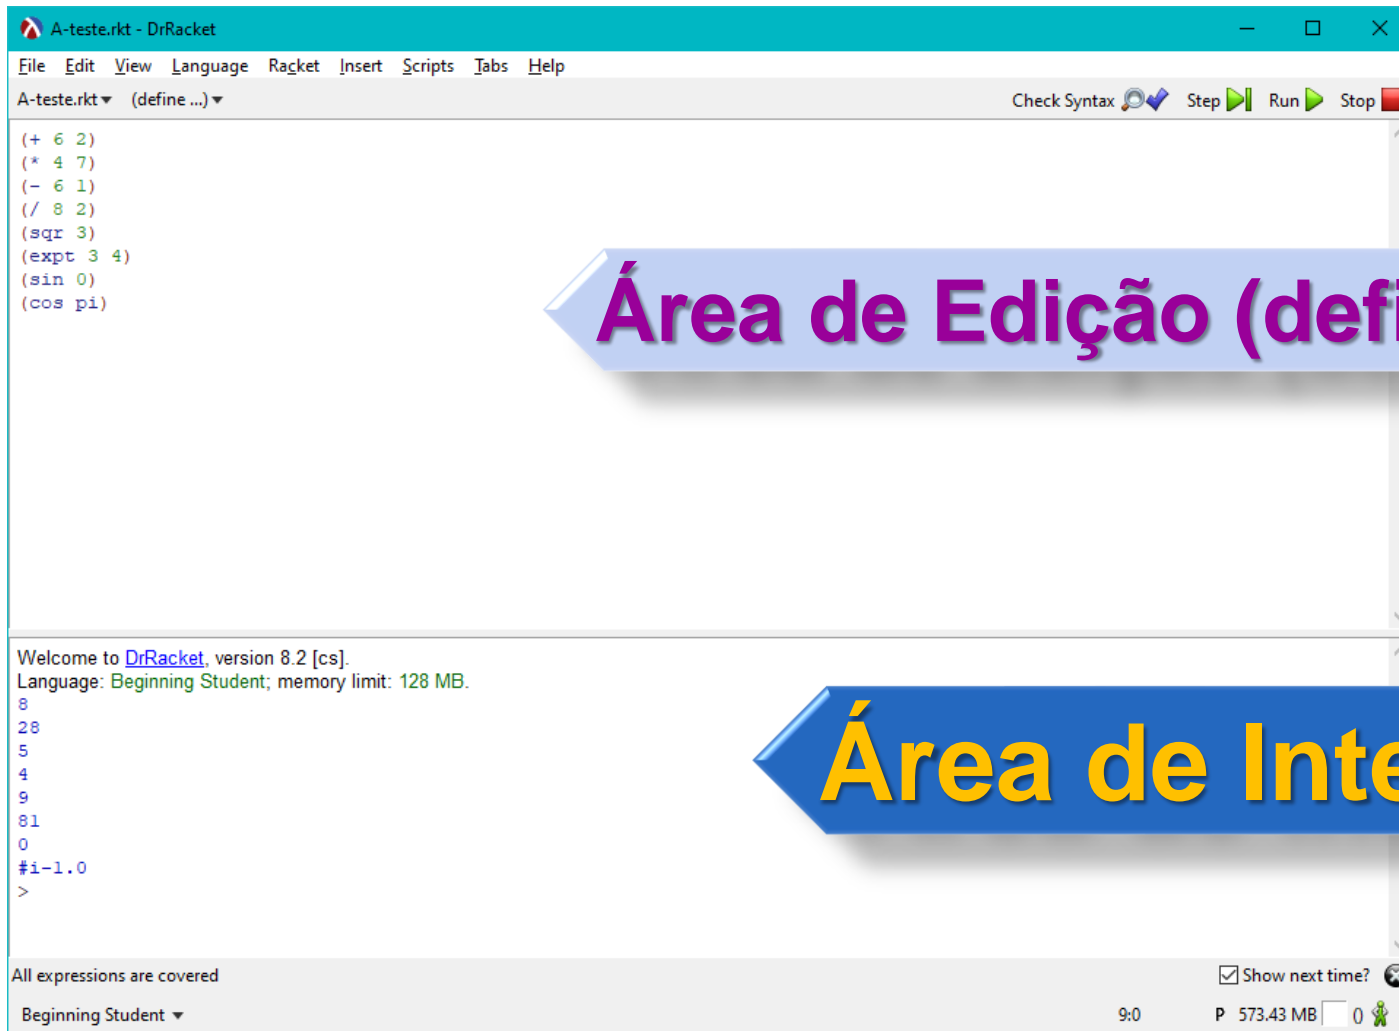 A-teste.rkt - DrRacket
File Edit View Language Racket Insert Scripts Tabs Help
A-teste.rkt (define ...) Check Syntax Step Run Stop
(+ 6 2)
(* 4 7)
(- 6 1)
(/ 8 2)
(sqr 3)
(expt 3 4)
(sin 0)
(cos pi)
Área de Edição (defi
Welcome to DrRacket, version 8.2 [cs].
Language: Beginning Student; memory limit: 128 MB.
8
28
5
4
9
81
0
#i-1.0
>
Área de Inte
All expressions are covered Show next time?
Beginning Student 9:0 P 573.43 MB ()